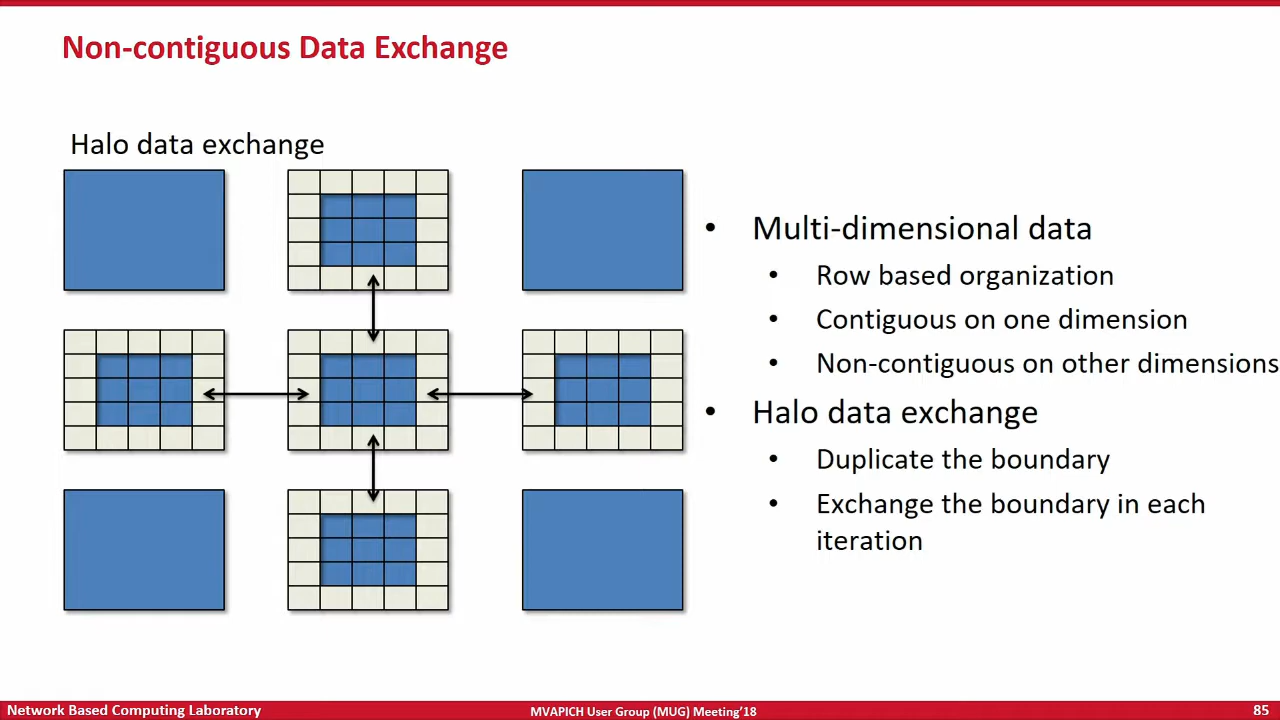 Non-contiguous Data Exchange
Halo data exchange
• Multi-dimensional data
• Row based organization
• Contiguous on one dimension
• Non-contiguous on other dimensions
• Halo data exchange
• Duplicate the boundary
• Exchange the boundary in each
iteration
Network Based Computing Laboratory
MVAPICH User Group (MUG) Meeting’18
85